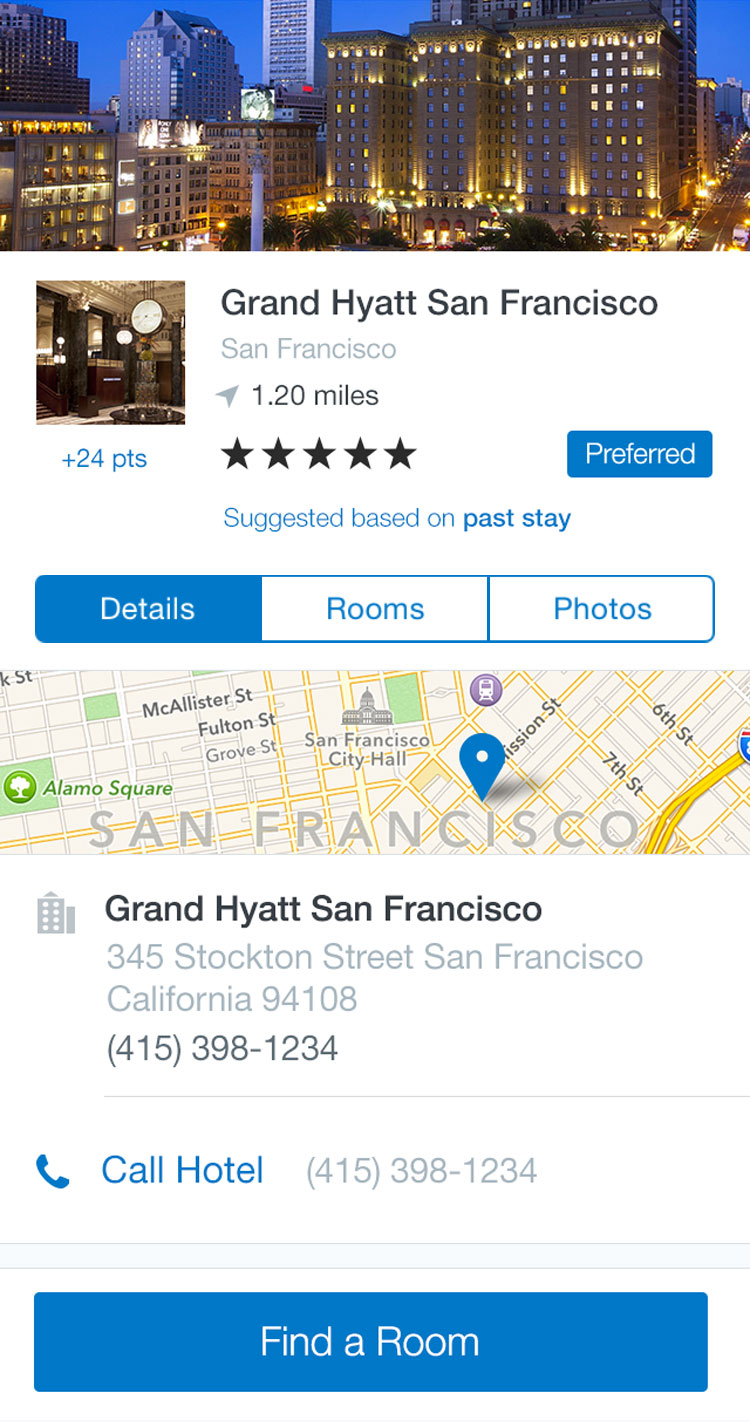 Grand Hyatt San Francisco
San Francisco
1.20 miles
+24 pts
Preferred
Suggested based on past stay
Details
Rooms
Photos
k St
McAllister St
Fulton St
Grove St
San Francisco
City Hall
ission St
6th St
7th St
Alamo Square
SAN FRANCISCO
Grand Hyatt San Francisco
345 Stockton Street San Francisco
California 94108
(415) 398-1234
Call Hotel (415) 398-1234
Find a Room